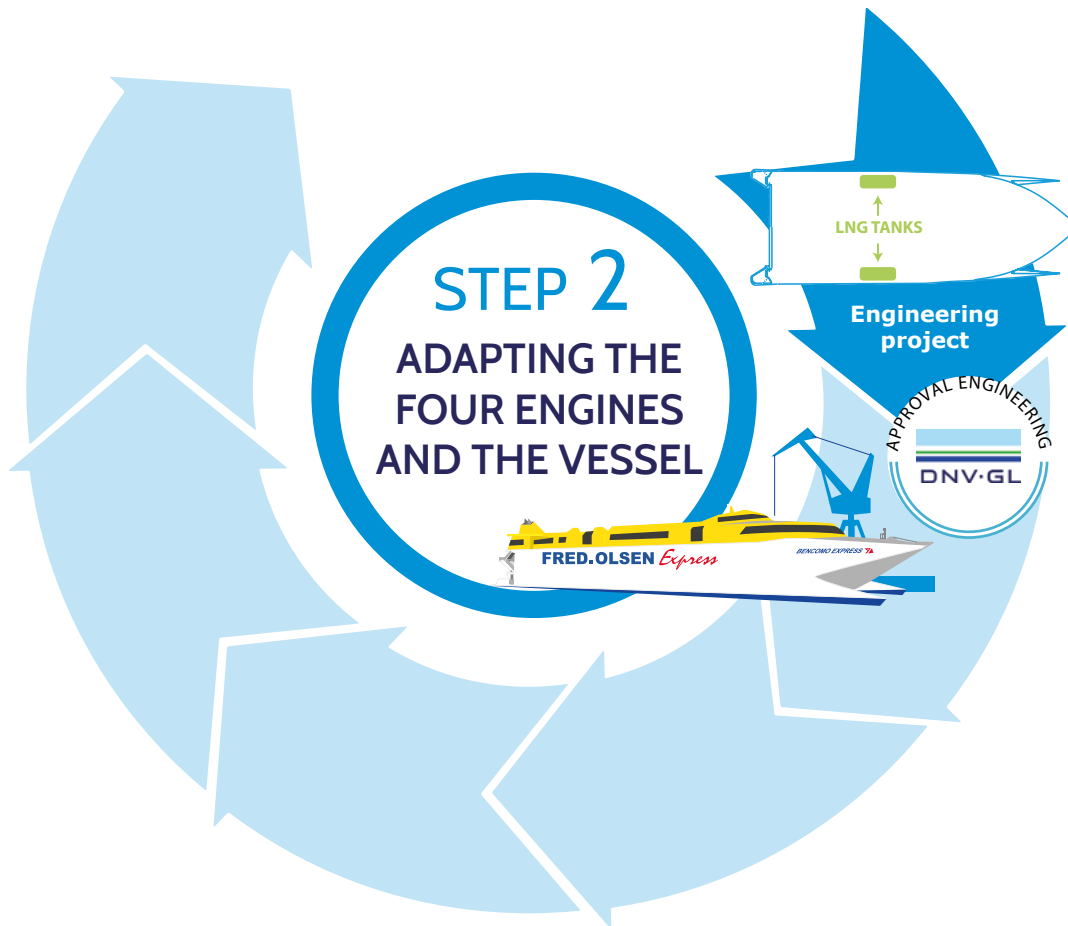 STEP 2
ADAPTING THE
FOUR ENGINES
AND THE VESSEL
LNG TANKS
Engineering
project
APPROVAL ENGINEERING
DNV·GL
FRED.OLSEN Express
BENCOMO EXPRESS